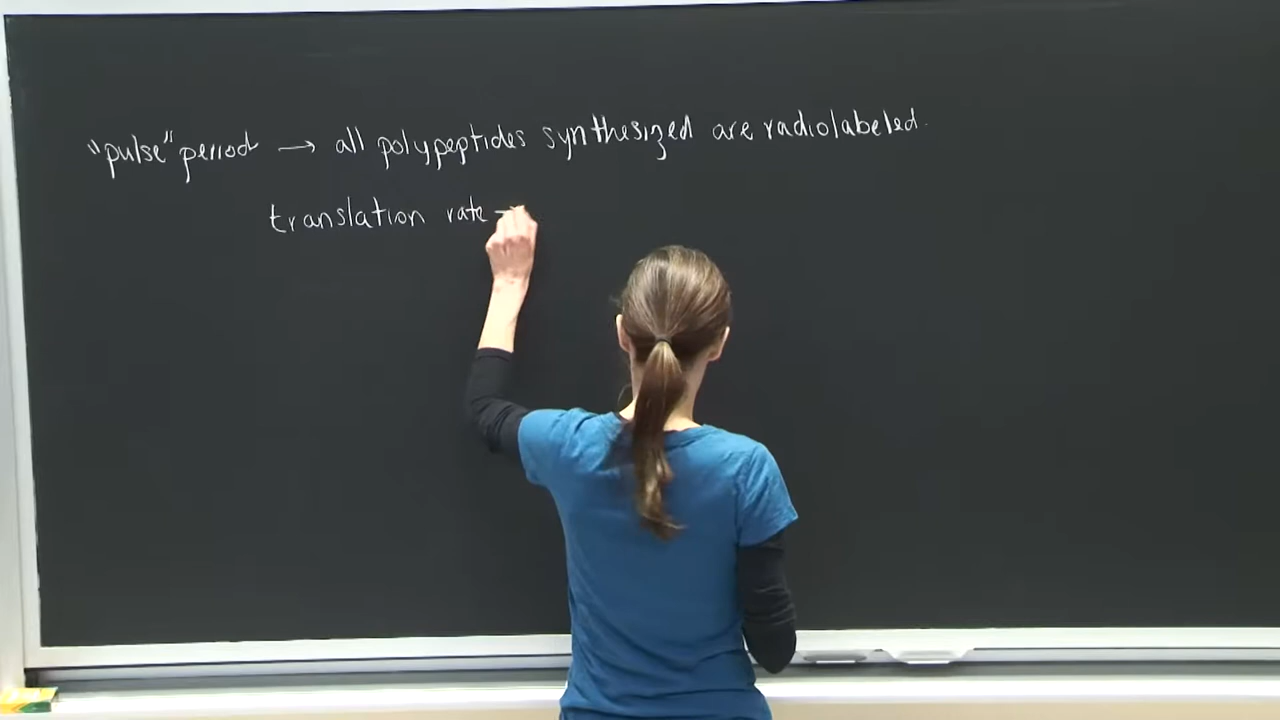 "pulse" period → all polypeptides synthesized are radiolabeled.
translation rate